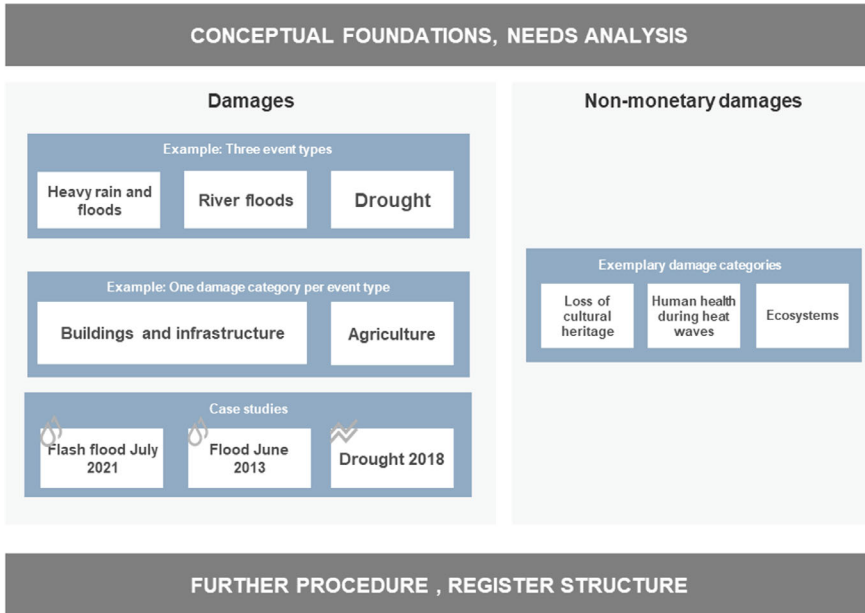 CONCEPTUAL FOUNDATIONS, NEEDS ANALYSIS
Damages
Example: Three event types
Heavy rain and
floods
River floods
Drought
Example: One damage category per event type
Buildings and infrastructure
Agriculture
Case studies
Flash flood July
2021
Flood June
2013
Drought 2018
Non-monetary damages
Exemplary damage categories
Loss of
cultural
heritage
Human health
during heat
waves
Ecosystems
FURTHER PROCEDURE , REGISTER STRUCTURE